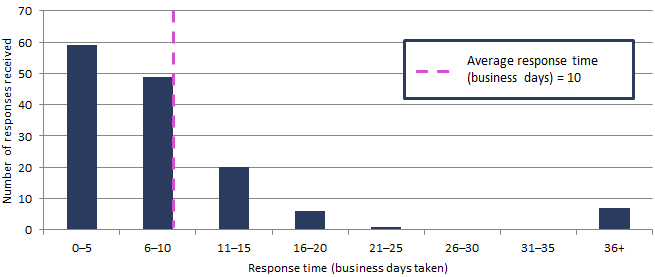 70
60
50
40
30
20
10
0
Number of responses received
Average response time
(business days) = 10
0–5 6–10 11–15 16–20 21–25 26–30 31–35 36+
Response time (business days taken)